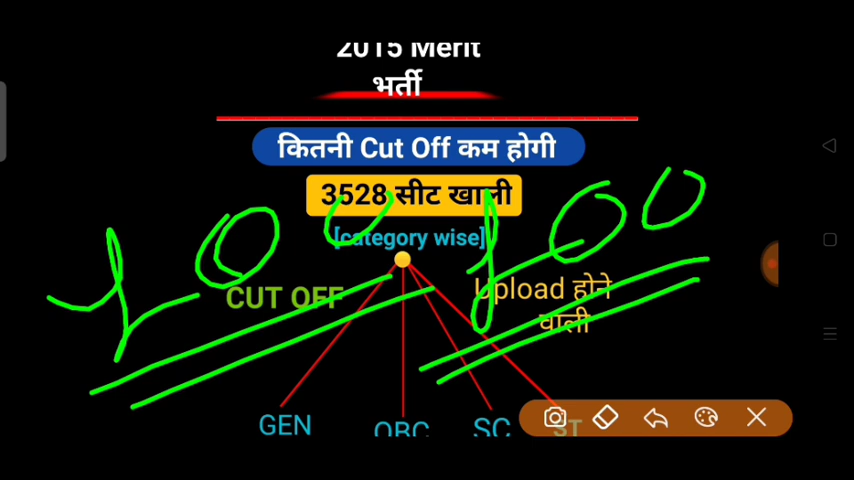 2015 Merit
भर्ती
कितनी Cut Off कम होगी
3528 सीट खाली
[category wise]
CUT OFF
Upload होने
वाली
GEN
OBC
SC
ST